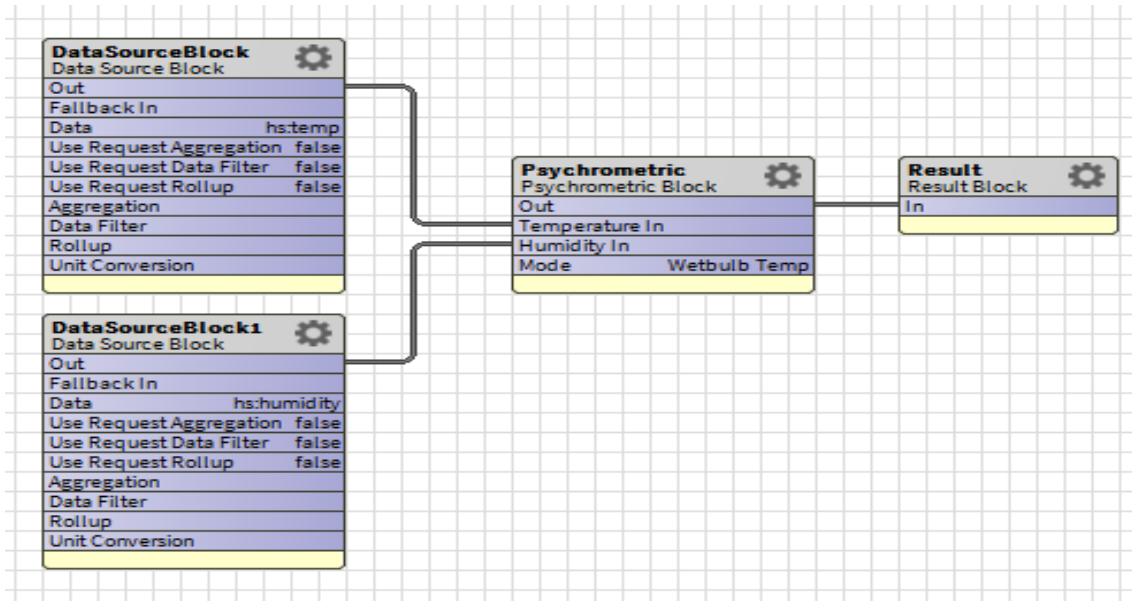 DataSourceBlock
Data Source Block
Out
Fallback In
Data hs:temp
Use Request Aggregation false
Use Request Data Filter false
Use Request Rollup false
Aggregation
Data Filter
Rollup
Unit Conversion
DataSourceBlock1
Data Source Block
Out
Fallback In
Data hs:humidity
Use Request Aggregation false
Use Request Data Filter false
Use Request Rollup false
Aggregation
Data Filter
Rollup
Unit Conversion
Psychrometric
Psychrometric Block
Out
Temperature In
Humidity In
Mode Wetbulb Temp
Result
Result Block
In